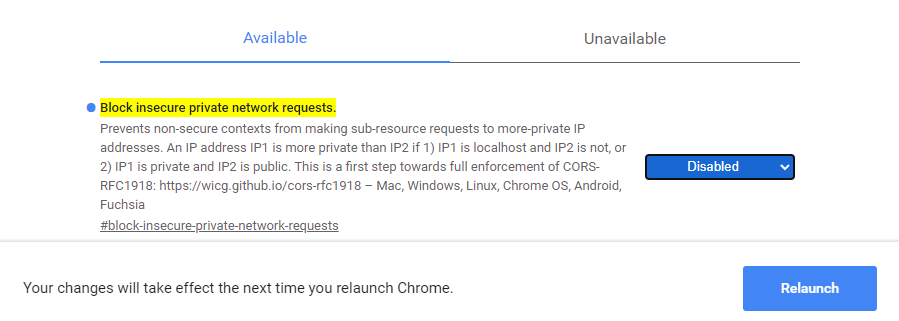 Available
Unavailable
Block insecure private network requests.
Prevents non-secure contexts from making sub-resource requests to more-private IP
addresses. An IP address IP1 is more private than IP2 if 1) IP1 is localhost and IP2 is not, or
2) IP1 is private and IP2 is public. This is a first step towards full enforcement of CORS-
RFC1918: https://wicg.github.io/cors-rfc1918 – Mac, Windows, Linux, Chrome OS, Android,
Fuchsia
#block-insecure-private-network-requests
Disabled
Your changes will take effect the next time you relaunch Chrome.
Relaunch